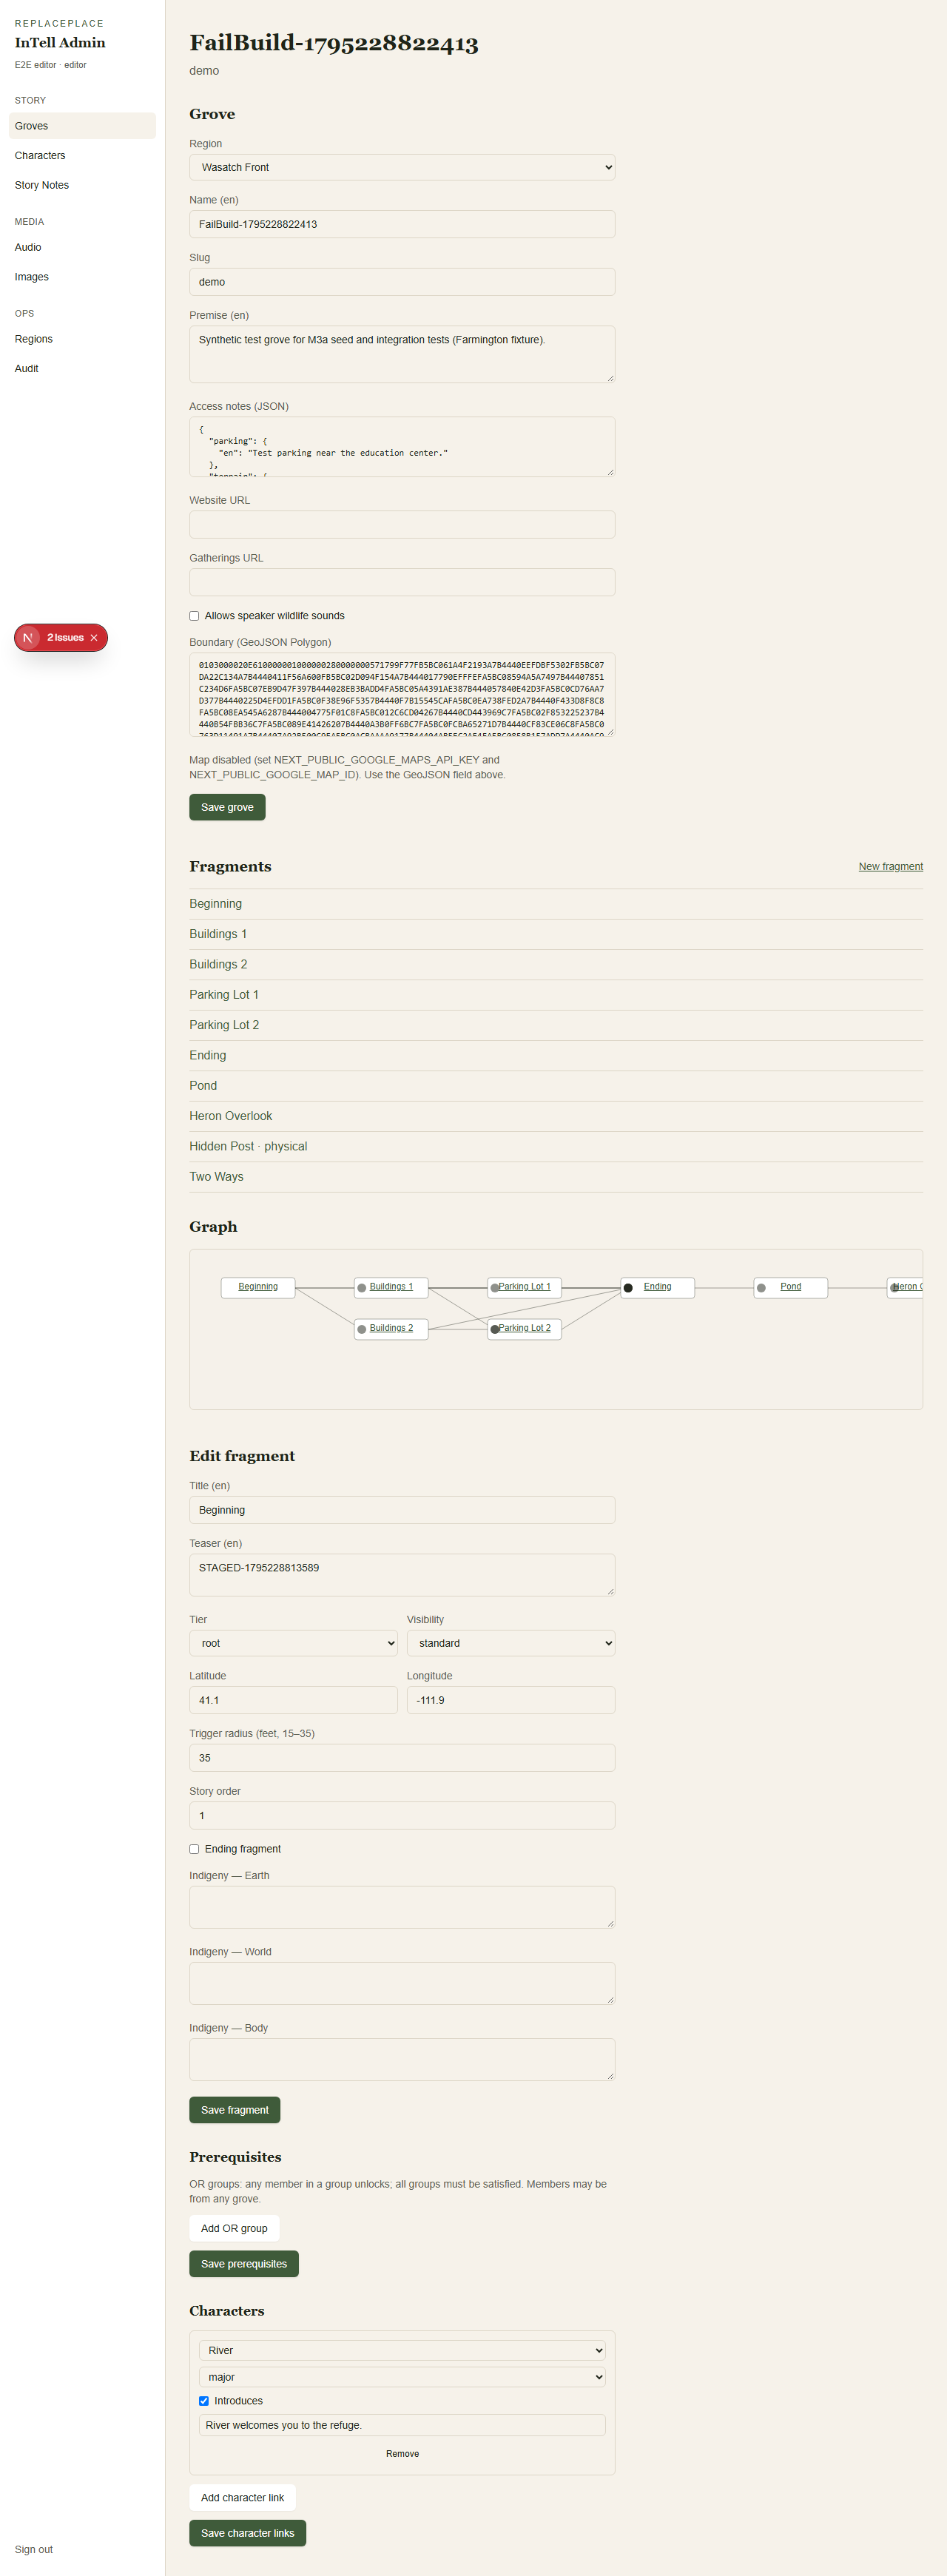 REPLACEPLACE
InTell Admin
E2E editor · editor
STORY
Groves
Characters
Story Notes
MEDIA
Audio
Images
OPS
Regions
Audit
2 Issues
Sign out
FailBuild-1795228822413
demo
Grove
Region
Wasatch Front
Name (en)
FailBuild-1795228822413
Slug
demo
Premise (en)
Synthetic test grove for M3a seed and integration tests (Farmington fixture).
Access notes (JSON)
{
"parking": {
"en": "Test parking near the education center."
},
Website URL
Gatherings URL
Allows speaker wildlife sounds
Boundary (GeoJSON Polygon)
Map disabled (set NEXT_PUBLIC_GOOGLE_MAPS_API_KEY and
NEXT_PUBLIC_GOOGLE_MAP_ID). Use the GeoJSON field above.
Save grove
Fragments
New fragment
Beginning
Buildings 1
Buildings 2
Parking Lot 1
Parking Lot 2
Ending
Pond
Heron Overlook
Hidden Post · physical
Two Ways
Graph
Beginning
Buildings 1
Parking Lot 1
Ending
Pond
Buildings 2
Parking Lot 2
Edit fragment
Title (en)
Beginning
Teaser (en)
STAGED-1795228813589
Tier
Visibility
root
standard
Latitude
Longitude
41.1
-111.9
Trigger radius (feet, 15–35)
35
Story order
1
Ending fragment
Indigeny — Earth
Indigeny — World
Indigeny — Body
Save fragment
Prerequisites
OR groups: any member in a group unlocks; all groups must be satisfied. Members may be
from any grove.
Add OR group
Save prerequisites
Characters
River
major
Introduces
River welcomes you to the refuge.
Remove
Add character link
Save character links